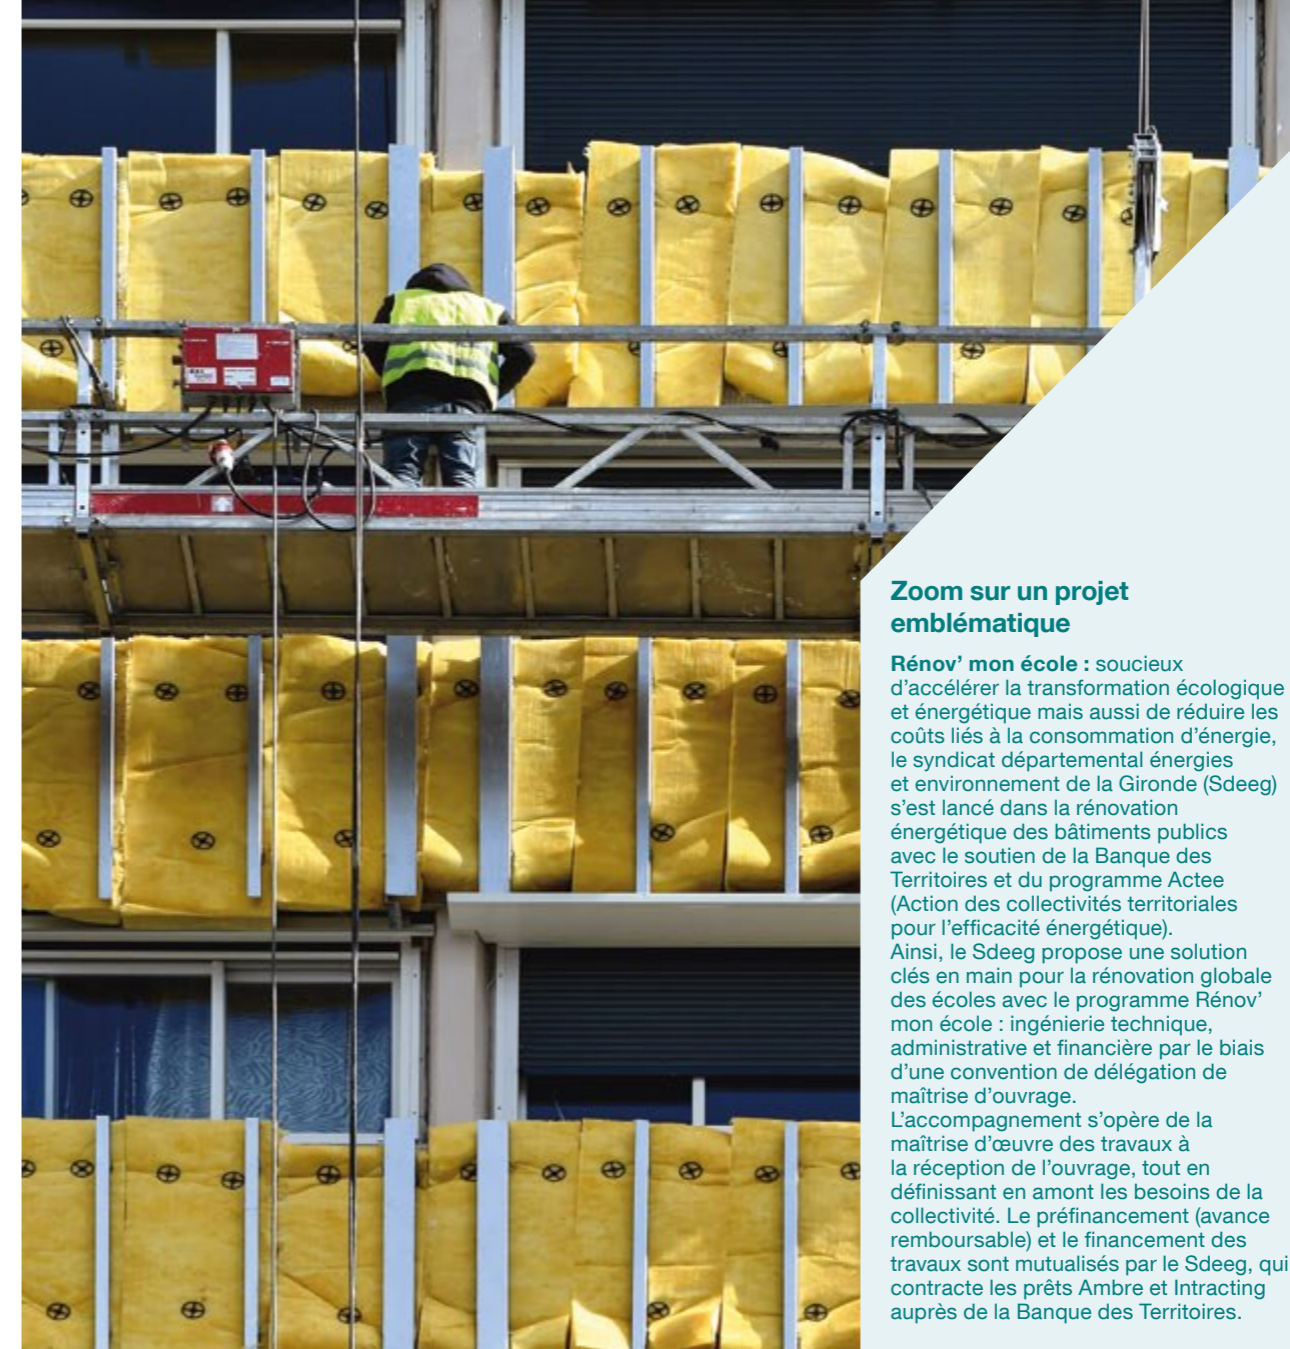 Zoom sur un projet
emblématique
Rénov’ mon école : soucieux
d’accélérer la transformation écologique
et énergétique mais aussi de réduire les
coûts liés à la consommation d’énergie,
le syndicat départemental énergies
et environnement de la Gironde (Sdeeg)
s’est lancé dans la rénovation
énergétique des bâtiments publics
avec le soutien de la Banque des
Territoires et du programme Actee
(Action des collectivités territoriales
pour l’efficacité énergétique).
Ainsi, le Sdeeg propose une solution
clés en main pour la rénovation globale
des écoles avec le programme Rénov’
mon école : ingénierie technique,
administrative et financière par le biais
d’une convention de délégation de
maîtrise d’ouvrage.
L’accompagnement s’opère de la
maîtrise d’œuvre des travaux à
la réception de l’ouvrage, tout en
définissant en amont les besoins de la
collectivité. Le préfinancement (avance
remboursable) et le financement des
travaux sont mutualisés par le Sdeeg, qui
contracte les prêts Ambre et Intracting
auprès de la Banque des Territoires.